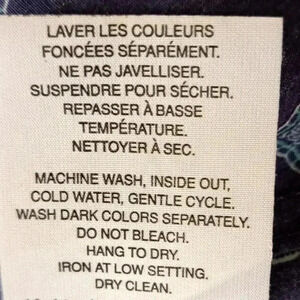 LAVER LES COULEURS
FONCÉES SÉPARÉMENT.
NE PAS JAVELLISER.
SUSPENDRE POUR SÉCHER.
REPASSER À BASSE
TEMPÉRATURE.
NETTOYER À SEC.
MACHINE WASH, INSIDE OUT,
COLD WATER, GENTLE CYCLE.
WASH DARK COLORS SEPARATELY.
DO NOT BLEACH.
HANG TO DRY.
IRON AT LOW SETTING.
DRY CLEAN.